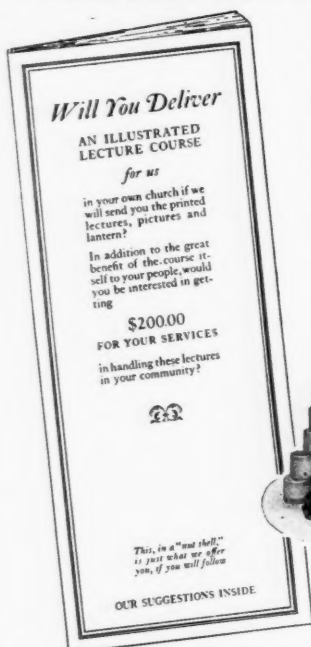 Will You Deliver
AN ILLUSTRATED
LECTURE COURSE
for us
in your own church if we
will send you the printed
lectures, pictures and
lantern?
In addition to the great
benefit of the course it-
self to your people, would
you be interested in get-
ting
$200.00
FOR YOUR SERVICES
in handling these lectures
in your community?
This, in a "nut shell,"
is just what we offer
you, if you will follow
OUR SUGGESTIONS INSIDE